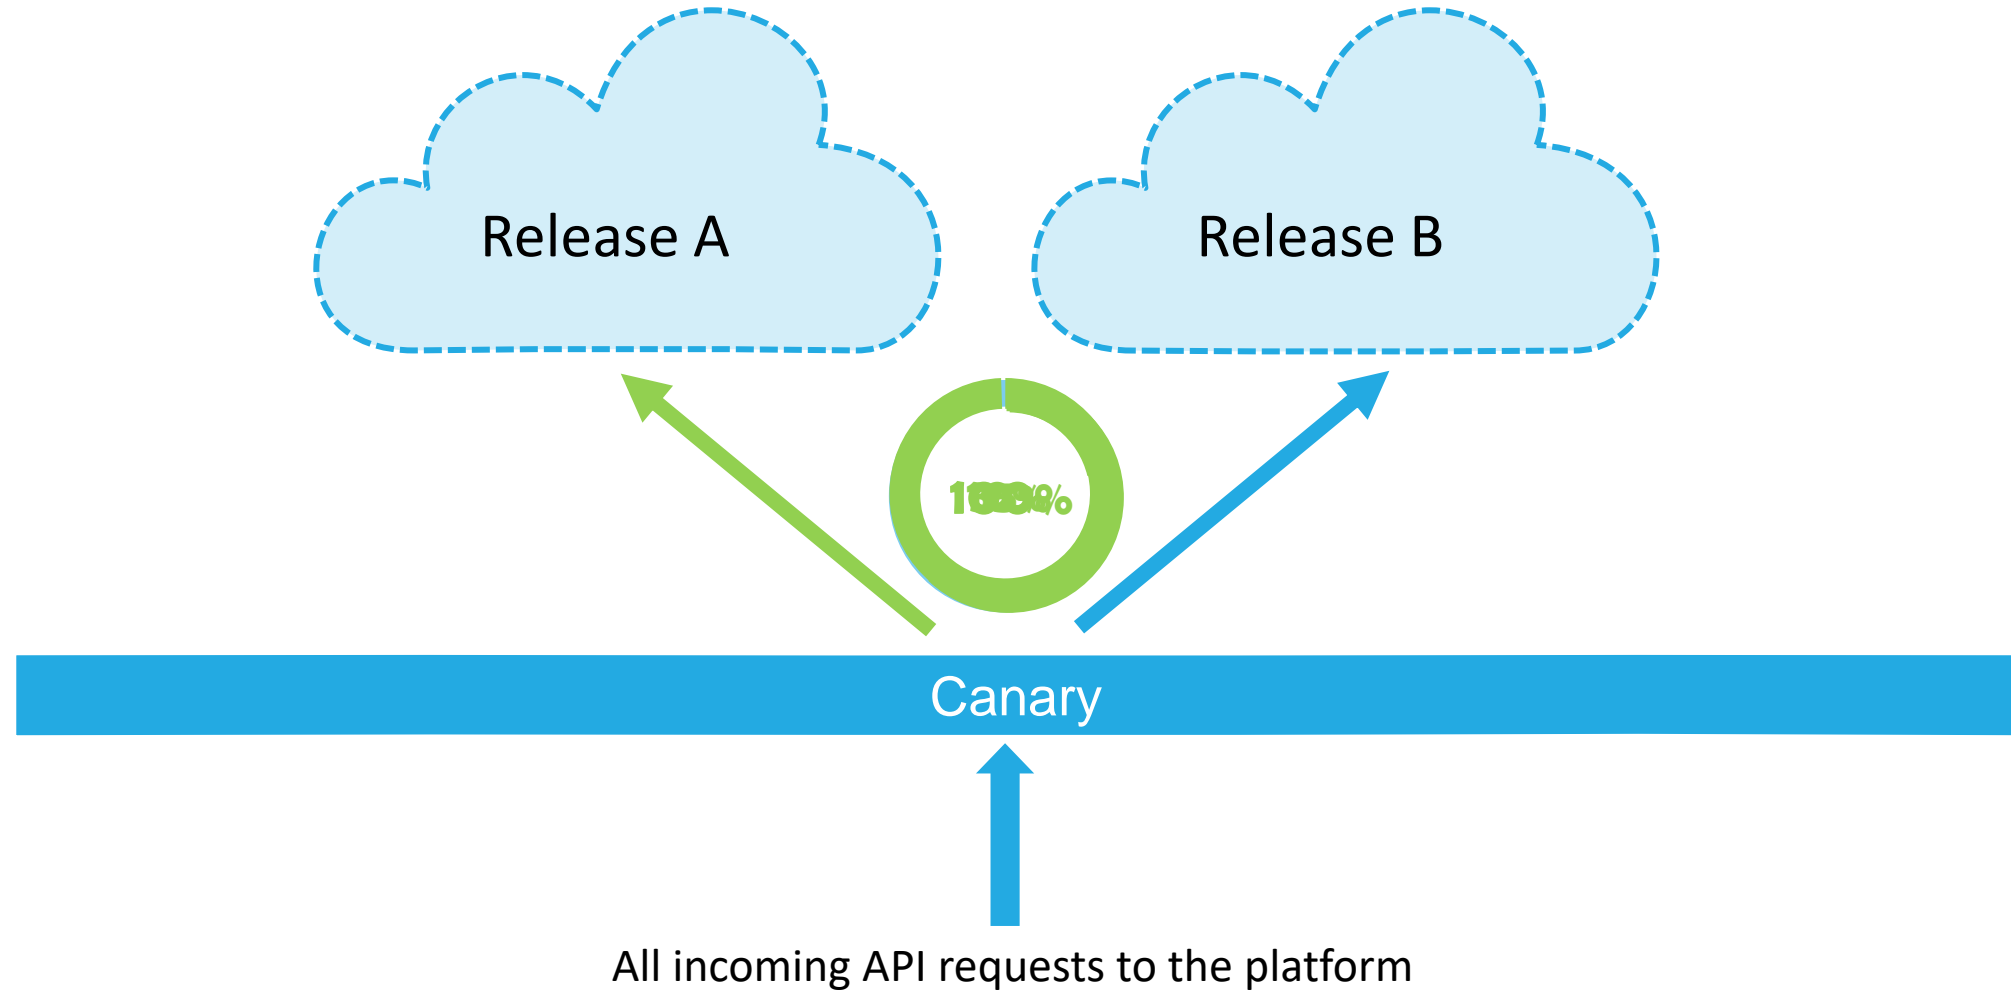 Release A
Release B
Canary
All incoming API requests to the platform